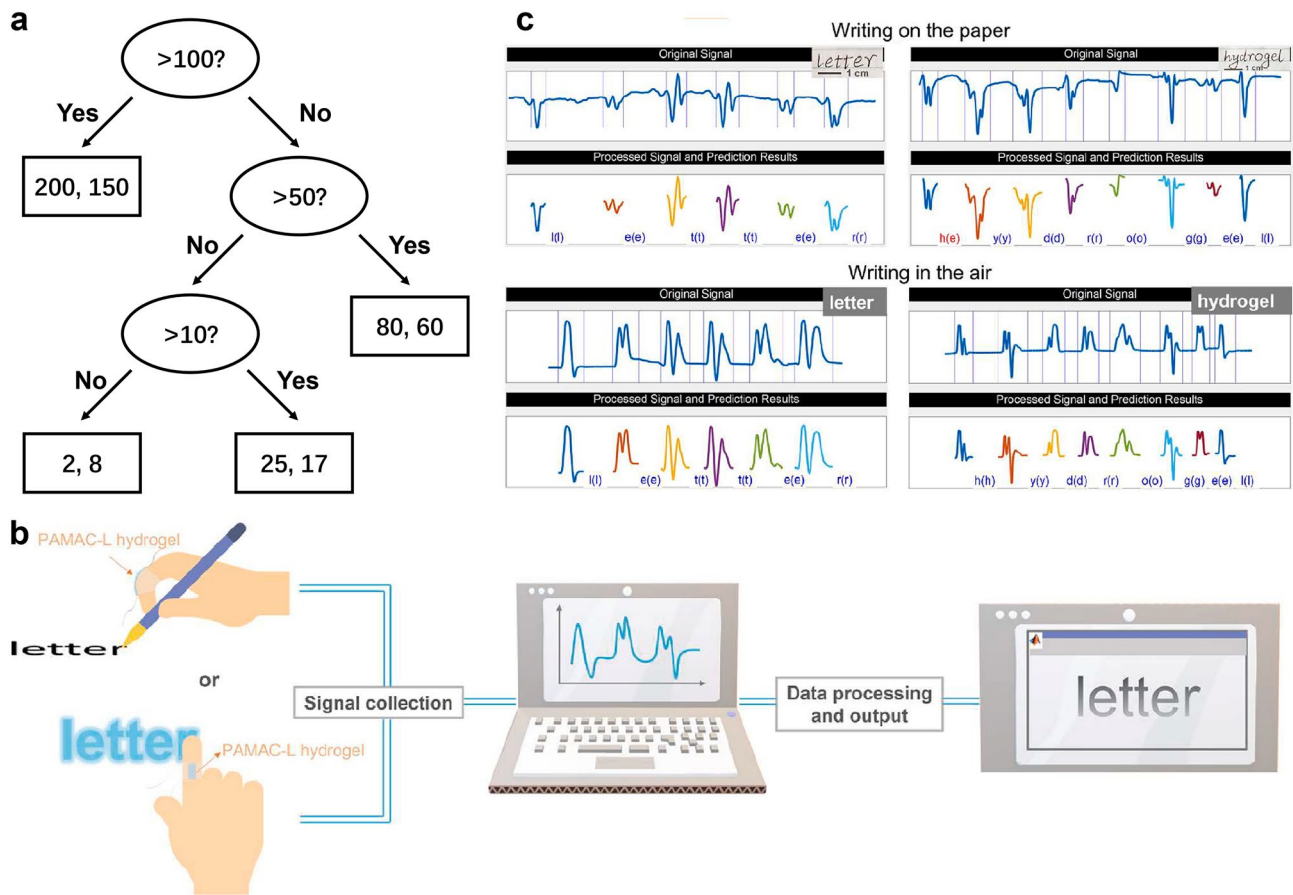 a
>100?
Yes
No
200, 150
>50?
No
Yes
>10?
80, 60
No
Yes
2, 8
25, 17
c
Writing on the paper
Original Signal
letter
1 cm
Original Signal
hydrogel
1 cm
Processed Signal and Prediction Results
l(l) e(e) t(t) t(t) e(e) r(r)
Processed Signal and Prediction Results
h(e) y(y) d(d) r(r) o(o) g(g) e(e) l(l)
Writing in the air
Original Signal
letter
Original Signal
hydrogel
Processed Signal and Prediction Results
l(l) e(e) t(t) t(t) e(e) r(r)
Processed Signal and Prediction Results
h(h) y(y) d(d) r(r) o(o) g(g) e(e) l(l)
b
PAMAC-L hydrogel
letter
or
letter
PAMAC-L hydrogel
Signal collection
Data processing
and output
letter